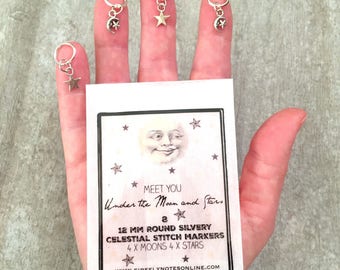 MEET YOU
Under the Moon and Stars
8
12 MM ROUND SILVERY
CELESTIAL STITCH MARKERS
4 X MOONS 4 X STARS